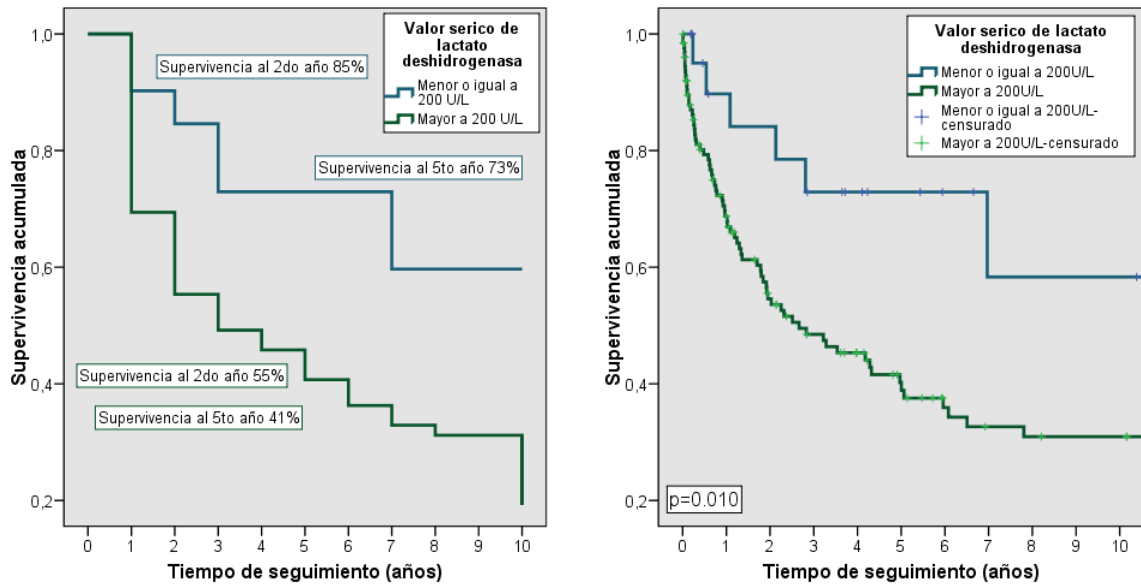 Valor serico de
lactato
deshidrogenasa
Menor o igual a
200 U/L
Mayor a 200 U/L
Supervivencia al 2do año 85%
Supervivencia al 5to año 73%
Supervivencia al 2do año 55%
Supervivencia al 5to año 41%
Supervivencia acumulada
1,0
0,8
0,6
0,4
0,2
0 1 2 3 4 5 6 7 8 9 10
Tiempo de seguimiento (años)
Valor serico de lactato
deshidrogenasa
Menor o igual a 200U/L
Mayor a 200U/L
Menor o igual a 200U/L-
censurado
Mayor a 200U/L-censurado
Supervivencia acumulada
1,0
0,8
0,6
0,4
0,2
p=0.010
0 1 2 3 4 5 6 7 8 9 10
Tiempo de seguimiento (años)